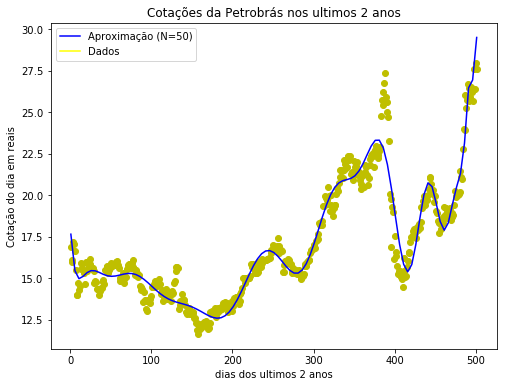 Cotações da Petrobrás nos ultimos 2 anos
Aproximação (N=50)
Dados
30.0
27.5
25.0
22.5
20.0
17.5
15.0
12.5
Cotação do dia em reais
0 100 200 300 400 500
dias dos ultimos 2 anos